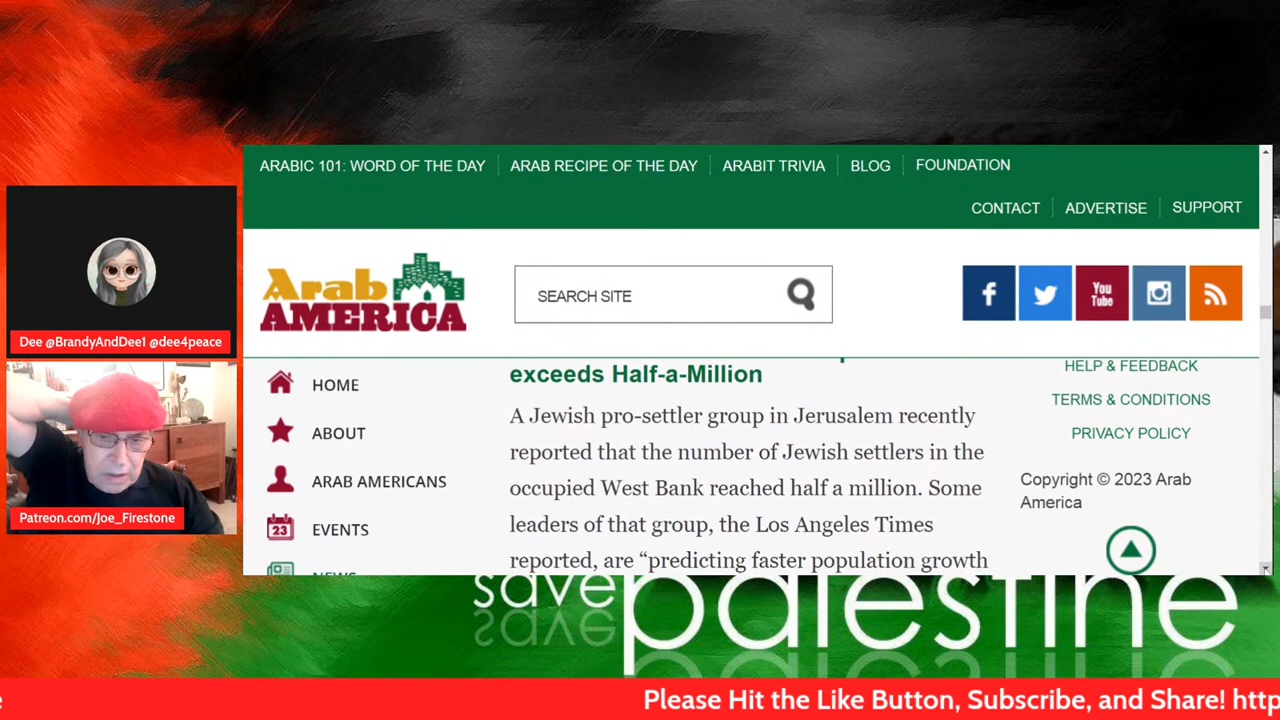 ARABIC 101: WORD OF THE DAY
ARAB RECIPE OF THE DAY
ARABIT TRIVIA
BLOG
FOUNDATION
CONTACT
ADVERTISE
SUPPORT
Arab
AMERICA
SEARCH SITE
You
Tube
HOME
ABOUT
ARAB AMERICANS
23
EVENTS
NEWS
exceeds Half-a-Million
A Jewish pro-settler group in Jerusalem recently
reported that the number of Jewish settlers in the
occupied West Bank reached half a million. Some
leaders of that group, the Los Angeles Times
reported, are “predicting faster population growth
HELP & FEEDBACK
TERMS & CONDITIONS
PRIVACY POLICY
Copyright © 2023 Arab
America
Dee @BrandyAndDee1 @dee4peace
Patreon.com/Joe_Firestone
save palestine
e
Please Hit the Like Button, Subscribe, and Share! http